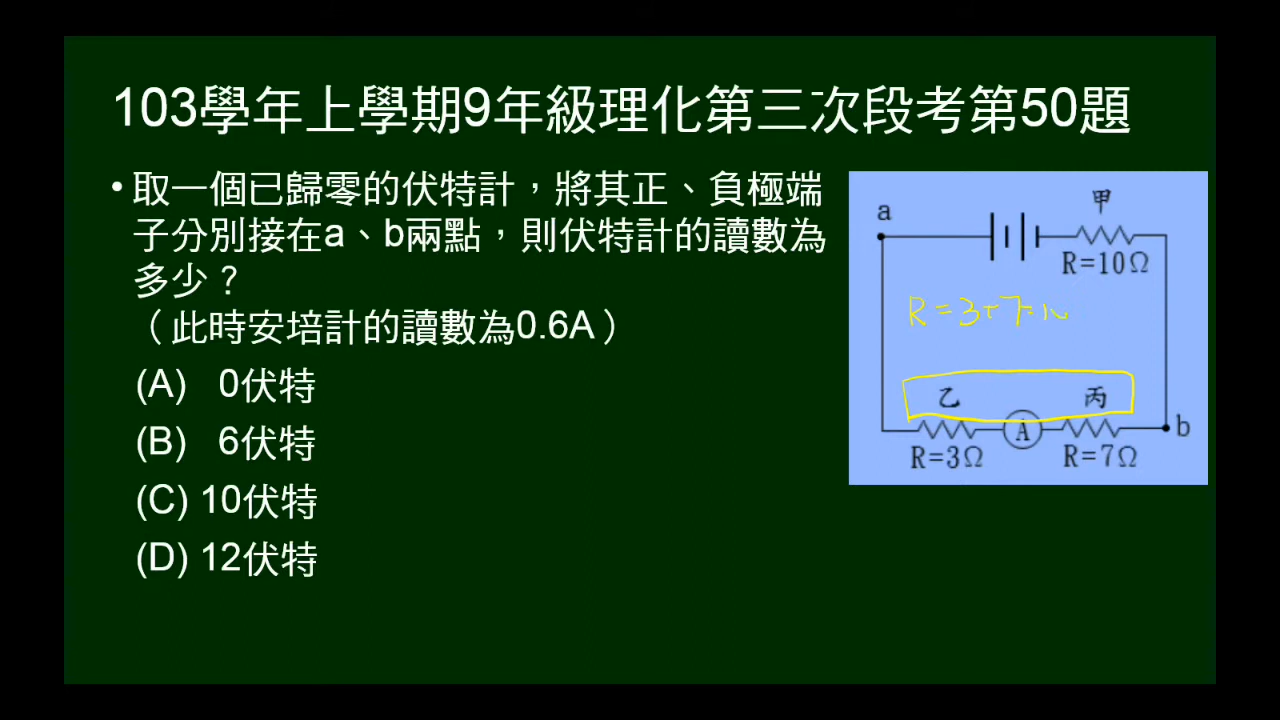 103學年上學期9年級理化第三次段考第50題
•取一個已歸零的伏特計，將其正、負極端
子分別接在a、b兩點，則伏特計的讀數為
多少？
（此時安培計的讀數為0.6A）
(A) 0伏特
(B) 6伏特
(C) 10伏特
(D) 12伏特
a
甲
R=10Ω
R=3+7=10
乙
丙
A
b
R=3Ω
R=7Ω